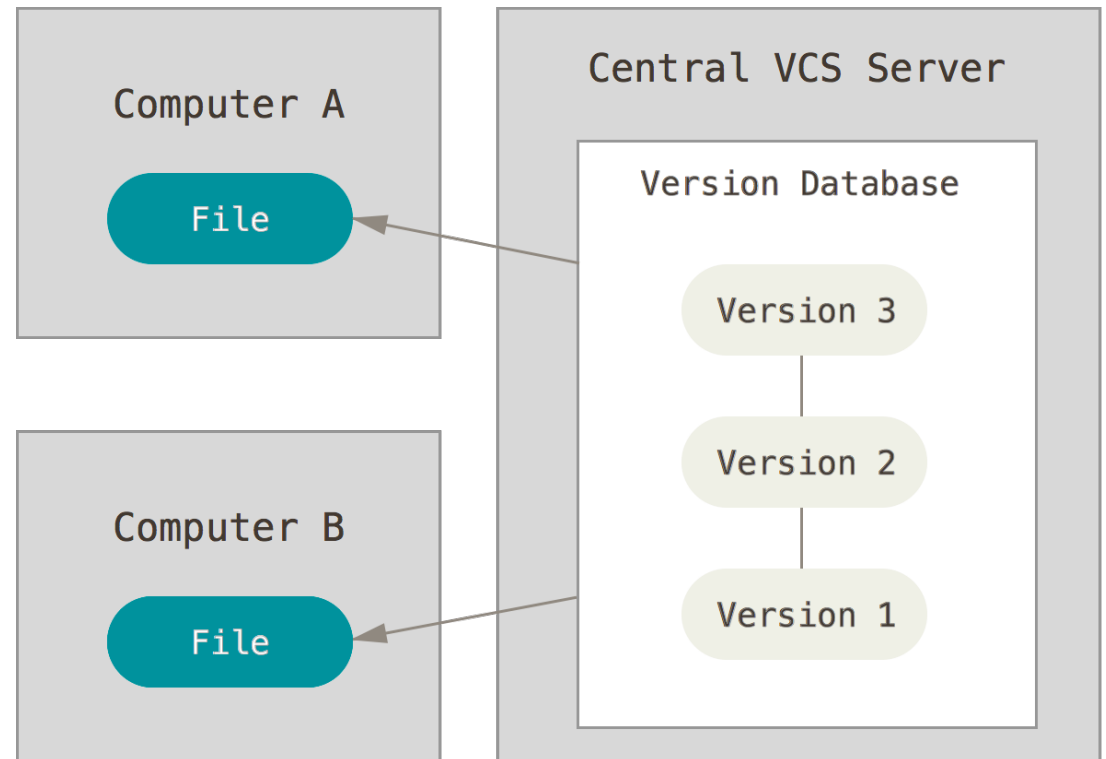 Computer A
File
Central VCS Server
Version Database
Version 3
Version 2
Version 1
Computer B
File